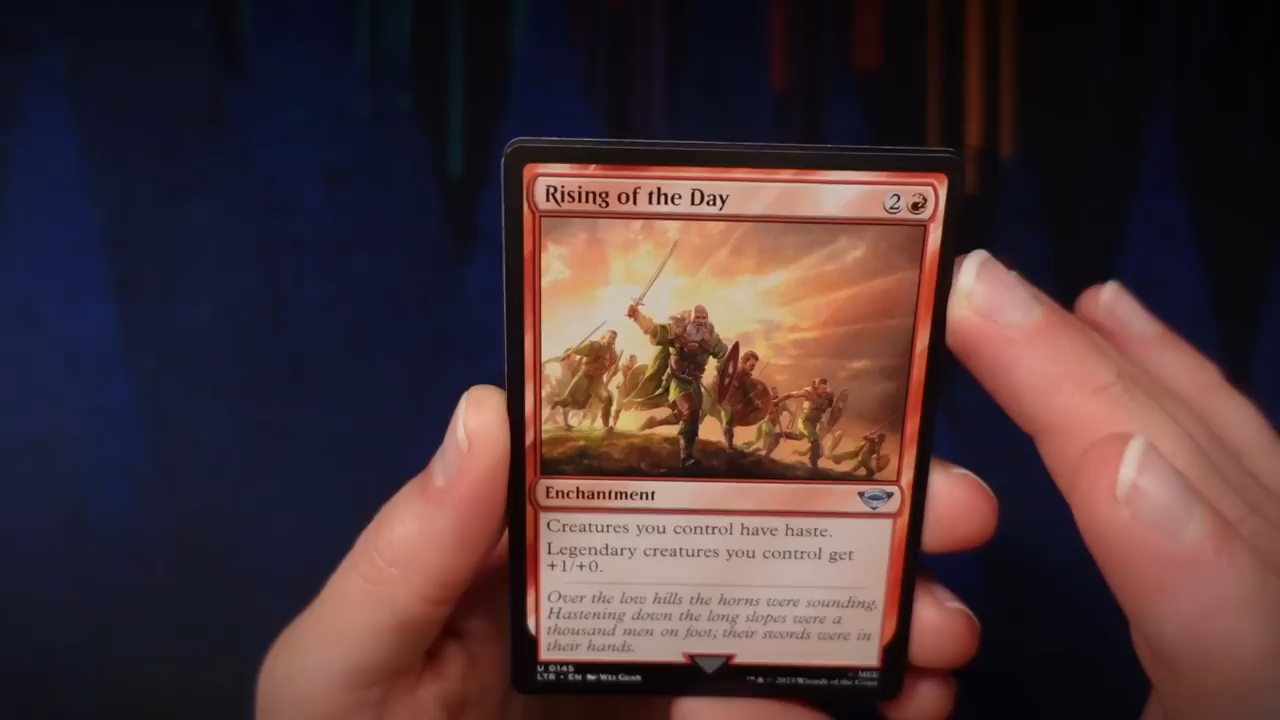 Rising of the Day
2
Enchantment
Creatures you control have haste.
Legendary creatures you control get
+1/+0.
Over the low hills the horns were sounding.
Hastening down the long slopes were a
thousand men on foot; their swords were in
their hands.
U 0145
LTR • EN Wei Guan
© MEE
™ & © 2023 Wizards of the Coast